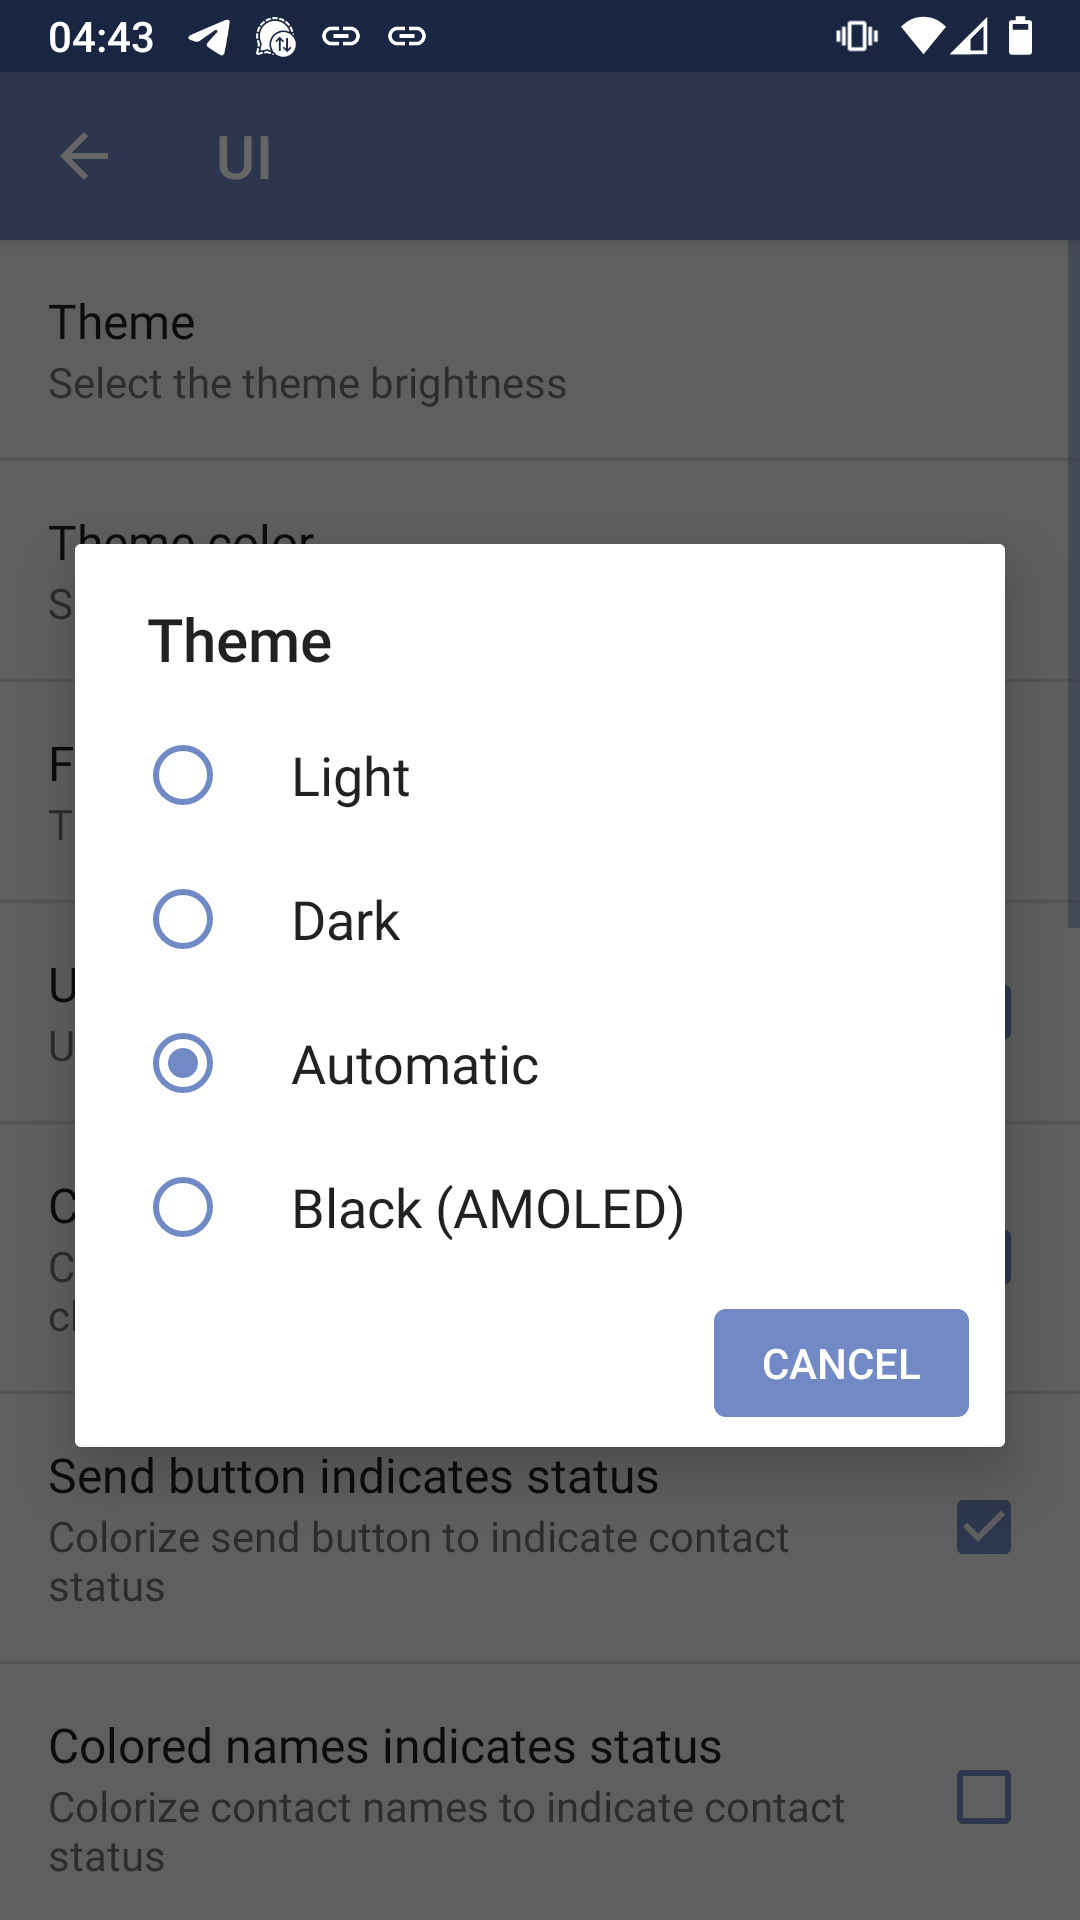 04:43
UI
Theme
Select the theme brightness
Theme color
S
Theme
F
Light
T
Dark
U
U
Automatic
C
Black (AMOLED)
C
cl
CANCEL
Send button indicates status
Colorize send button to indicate contact
status
Colored names indicates status
Colorize contact names to indicate contact
status